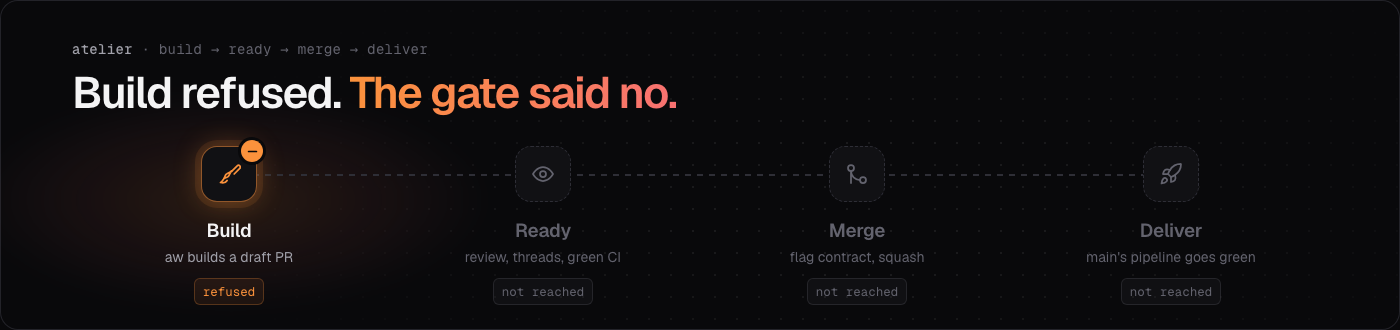 atelier · build → ready → merge → deliver
Build refused. The gate said no.
Build
aw builds a draft PR
refused
Ready
review, threads, green CI
not reached
Merge
flag contract, squash
not reached
Deliver
main's pipeline goes green
not reached